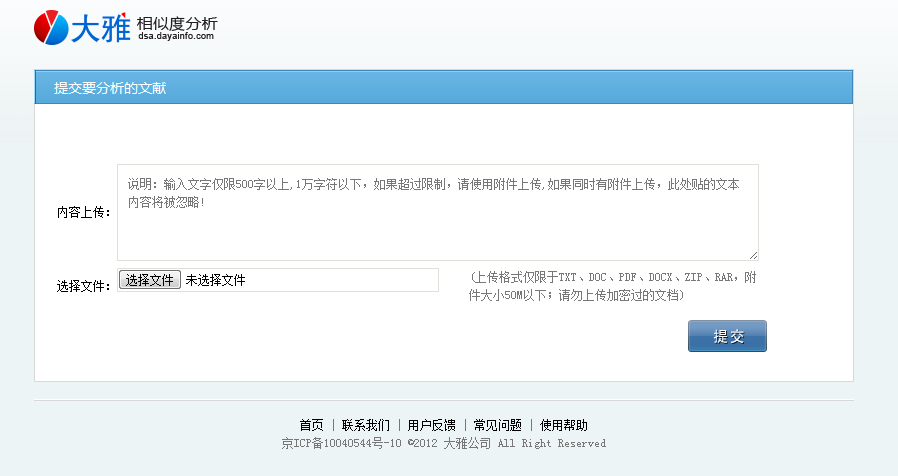 大雅 相似度分析
dsa.dayainfo.com
提交要分析的文献
内容上传：
说明：输入文字仅限500字以上,1万字符以下，如果超过限制，请使用附件上传,如果同时有附件上传，此处贴的文本
内容将被忽略!
选择文件：
选择文件 未选择文件
(上传格式仅限于TXT、DOC、PDF、DOCX、ZIP、RAR，附
件大小50M以下；请勿上传加密过的文档)
提交
首页 | 联系我们 | 用户反馈 | 常见问题 | 使用帮助
京ICP备10040544号-10 ©2012 大雅公司 All Right Reserved